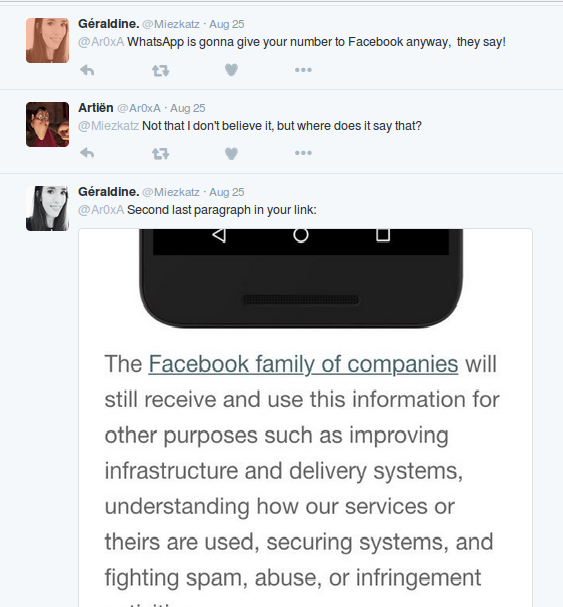 Géraldine. @Miezkatz · Aug 25
@Ar0xA WhatsApp is gonna give your number to Facebook anyway, they say!
Artiën @Ar0xA · Aug 25
@Miezkatz Not that I don't believe it, but where does it say that?
Géraldine. @Miezkatz · Aug 25
@Ar0xA Second last paragraph in your link:
The Facebook family of companies will
still receive and use this information for
other purposes such as improving
infrastructure and delivery systems,
understanding how our services or
theirs are used, securing systems, and
fighting spam, abuse, or infringement